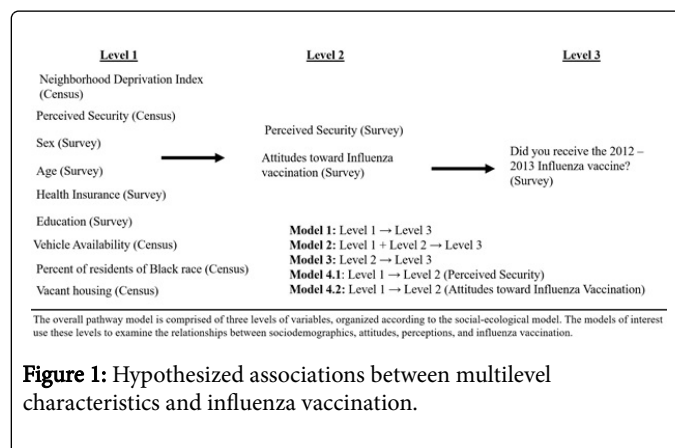 Level 1
Level 2
Level 3
Neighborhood Deprivation Index
(Census)
Perceived Security (Census)
Sex (Survey)
Age (Survey)
Health Insurance (Survey)
Education (Survey)
Vehicle Availability (Census)
Percent of residents of Black race (Census)
Vacant housing (Census)
Perceived Security (Survey)
Attitudes toward Influenza
vaccination (Survey)
Did you receive the 2012 –
2013 Influenza vaccine?
(Survey)
Model 1: Level 1 → Level 3
Model 2: Level 1 + Level 2 → Level 3
Model 3: Level 2 → Level 3
Model 4.1: Level 1 → Level 2 (Perceived Security)
Model 4.2: Level 1 → Level 2 (Attitudes toward Influenza Vaccination)
The overall pathway model is comprised of three levels of variables, organized according to the social-ecological model. The models of interest
use these levels to examine the relationships between sociodemographics, attitudes, perceptions, and influenza vaccination.
Figure 1: Hypothesized associations between multilevel
characteristics and influenza vaccination.